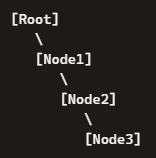 [Root]
\
[Node1]
\
[Node2]
\
[Node3]